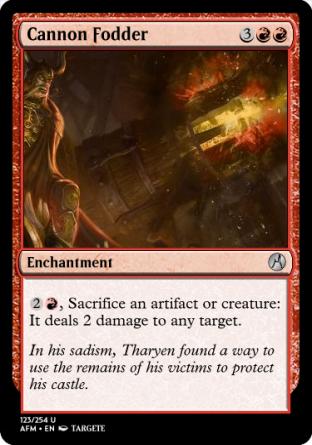 Cannon Fodder 3
Enchantment
2, Sacrifice an artifact or creature:
It deals 2 damage to any target.
In his sadism, Tharyen found a way to
use the remains of his victims to protect
his castle.
123/254 U
AFM • EN TARGETE